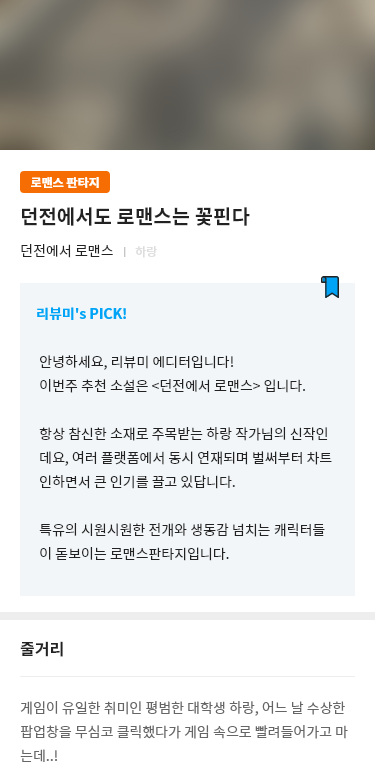 로맨스 판타지
던전에서도 로맨스는 꽃핀다
던전에서 로맨스 | 하랑
리뷰미's PICK!
안녕하세요, 리뷰미 에디터입니다!
이번주 추천 소설은 <던전에서 로맨스> 입니다.
항상 참신한 소재로 주목받는 하랑 작가님의 신작인
데요, 여러 플랫폼에서 동시 연재되며 벌써부터 차트
인하면서 큰 인기를 끌고 있답니다.
특유의 시원시원한 전개와 생동감 넘치는 캐릭터들
이 돋보이는 로맨스판타지입니다.
줄거리
게임이 유일한 취미인 평범한 대학생 하랑, 어느 날 수상한
팝업창을 무심코 클릭했다가 게임 속으로 빨려들어가고 마
는데..!